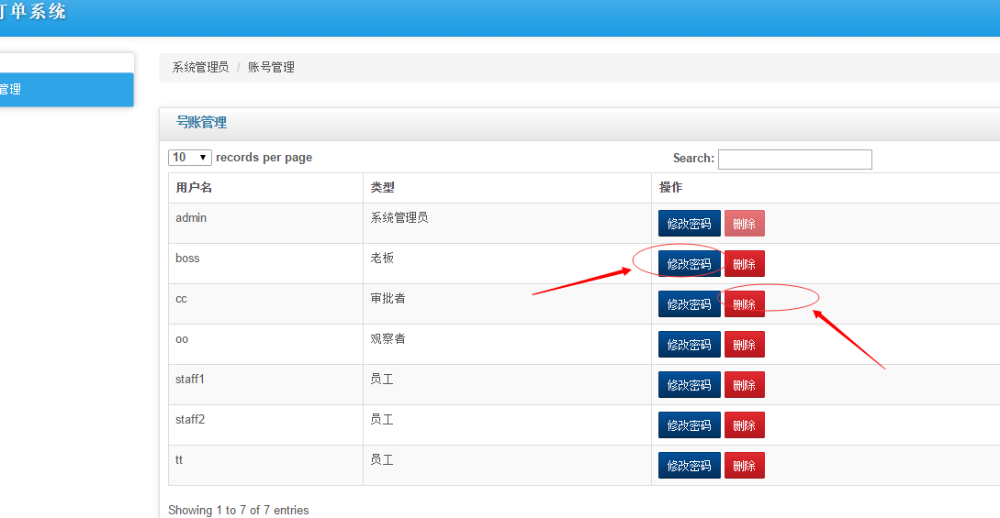 订单系统
管理
系统管理员 / 账号管理
号账管理
10 records per page Search:
用户名 类型 操作
admin 系统管理员 修改密码 删除
boss 老板 修改密码 删除
cc 审批者 修改密码 删除
oo 观察者 修改密码 删除
staff1 员工 修改密码 删除
staff2 员工 修改密码 删除
tt 员工 修改密码 删除
Showing 1 to 7 of 7 entries